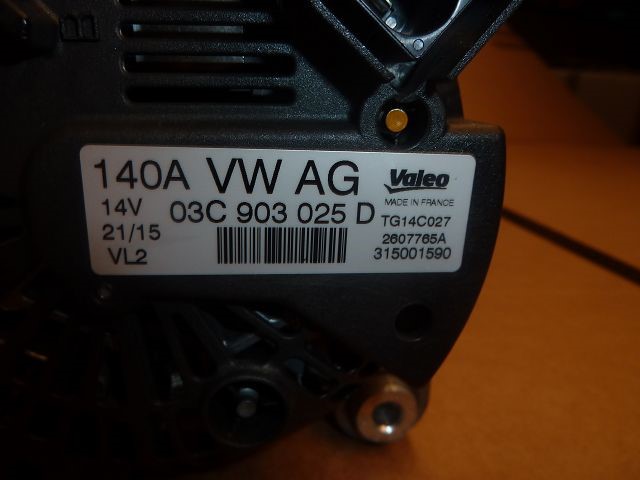 B
140A VW AG
14V 03C 903 025 D
21/15
VL2
Valeo
MADE IN FRANCE
TG14C027
2607765A
315001590